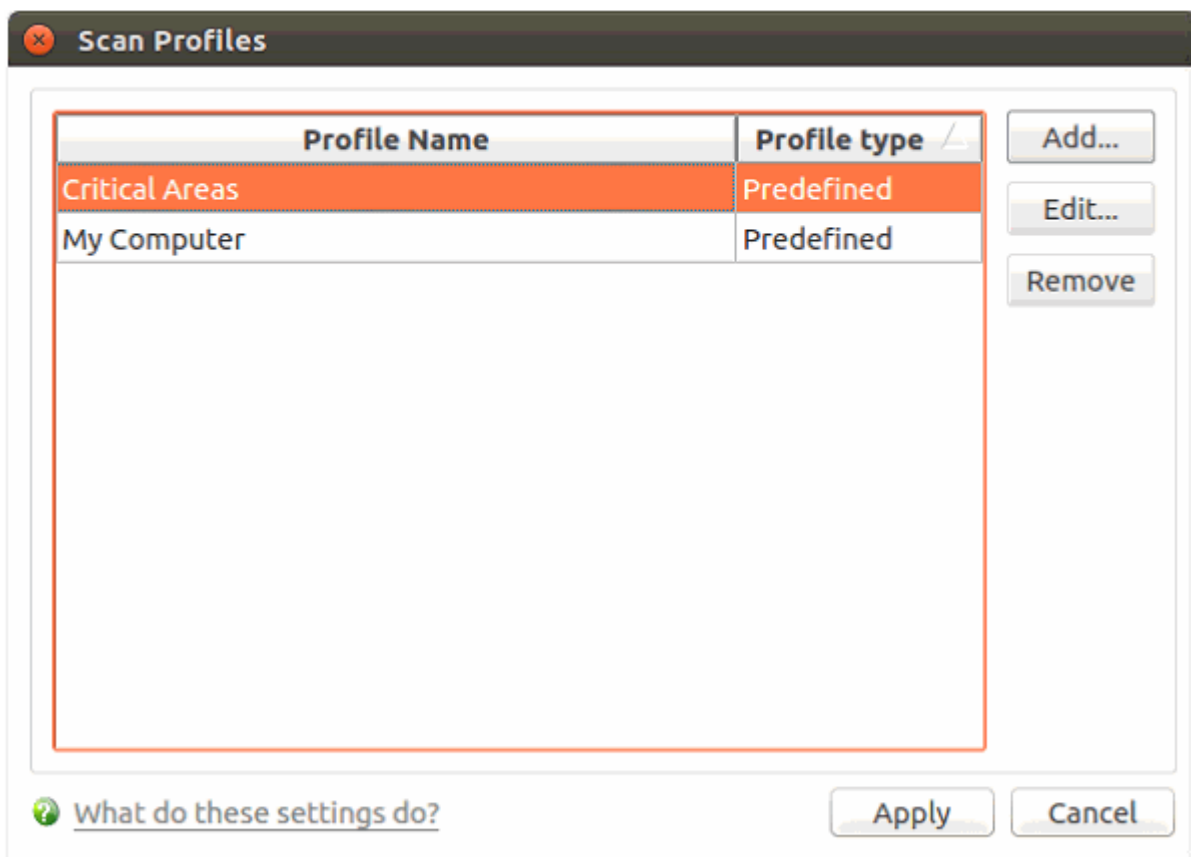 Scan Profiles
Profile Name Profile type
Critical Areas Predefined
My Computer Predefined
Add...
Edit...
Remove
What do these settings do?
Apply Cancel